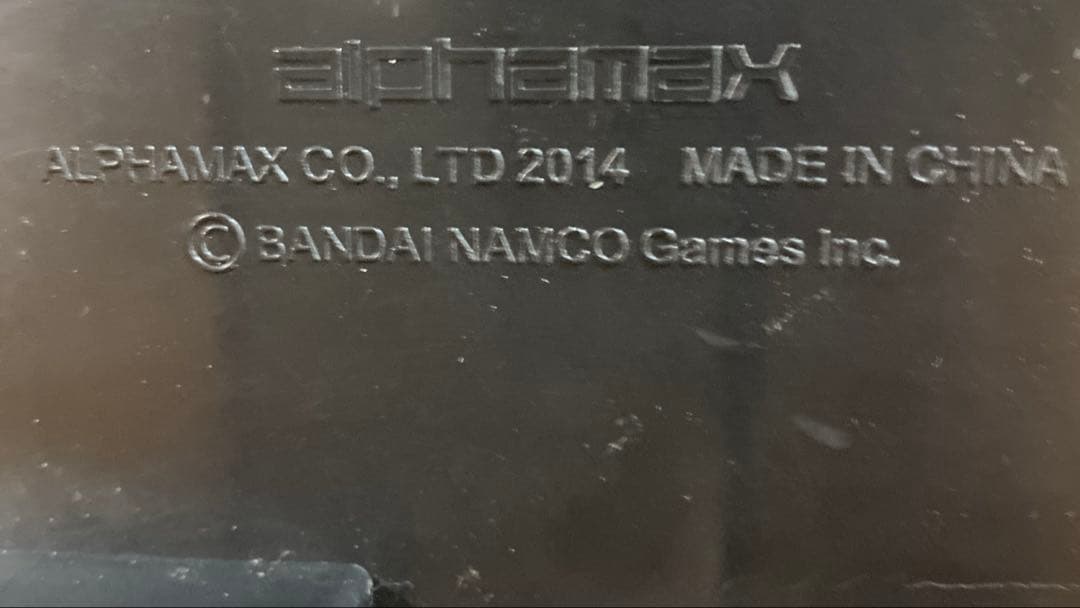 alphamax
ALPHAMAX CO., LTD 2014 MADE IN CHINA
©BANDAI NAMCO Games Inc.